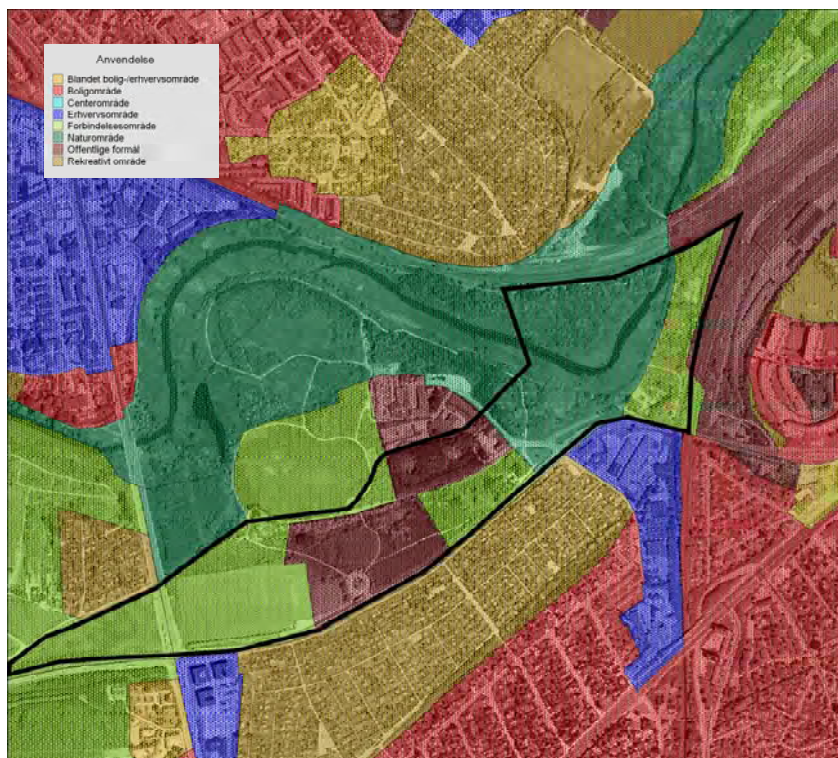 Anvendelse
Blandet bolig-/erhvervsområde
Boligområde
Centerområde
Erhvervsområde
Forbindelsesområde
Naturområde
Offentlige formål
Rekreativt område